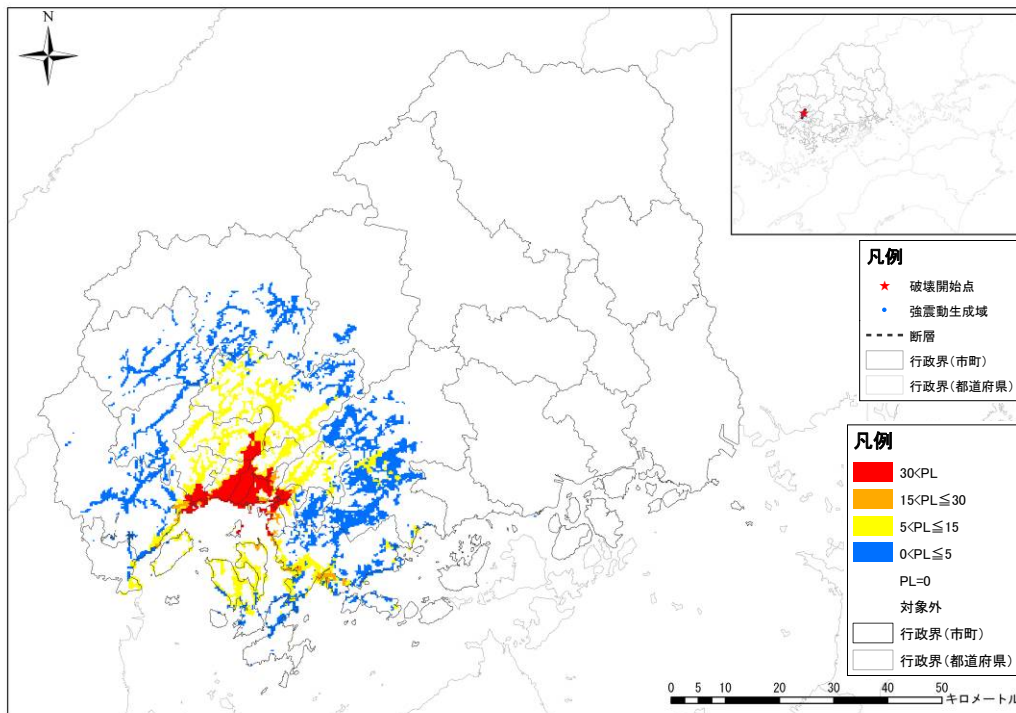 N
凡例
破壊開始点
強震動生成域
断層
行政界(市町)
行政界(都道府県)
凡例
30<PL
15<PL≦30
5<PL≦15
0<PL≦5
PL=0
対象外
行政界(市町)
行政界(都道府県)
0 5 10 20 30 40 50
キロメートル